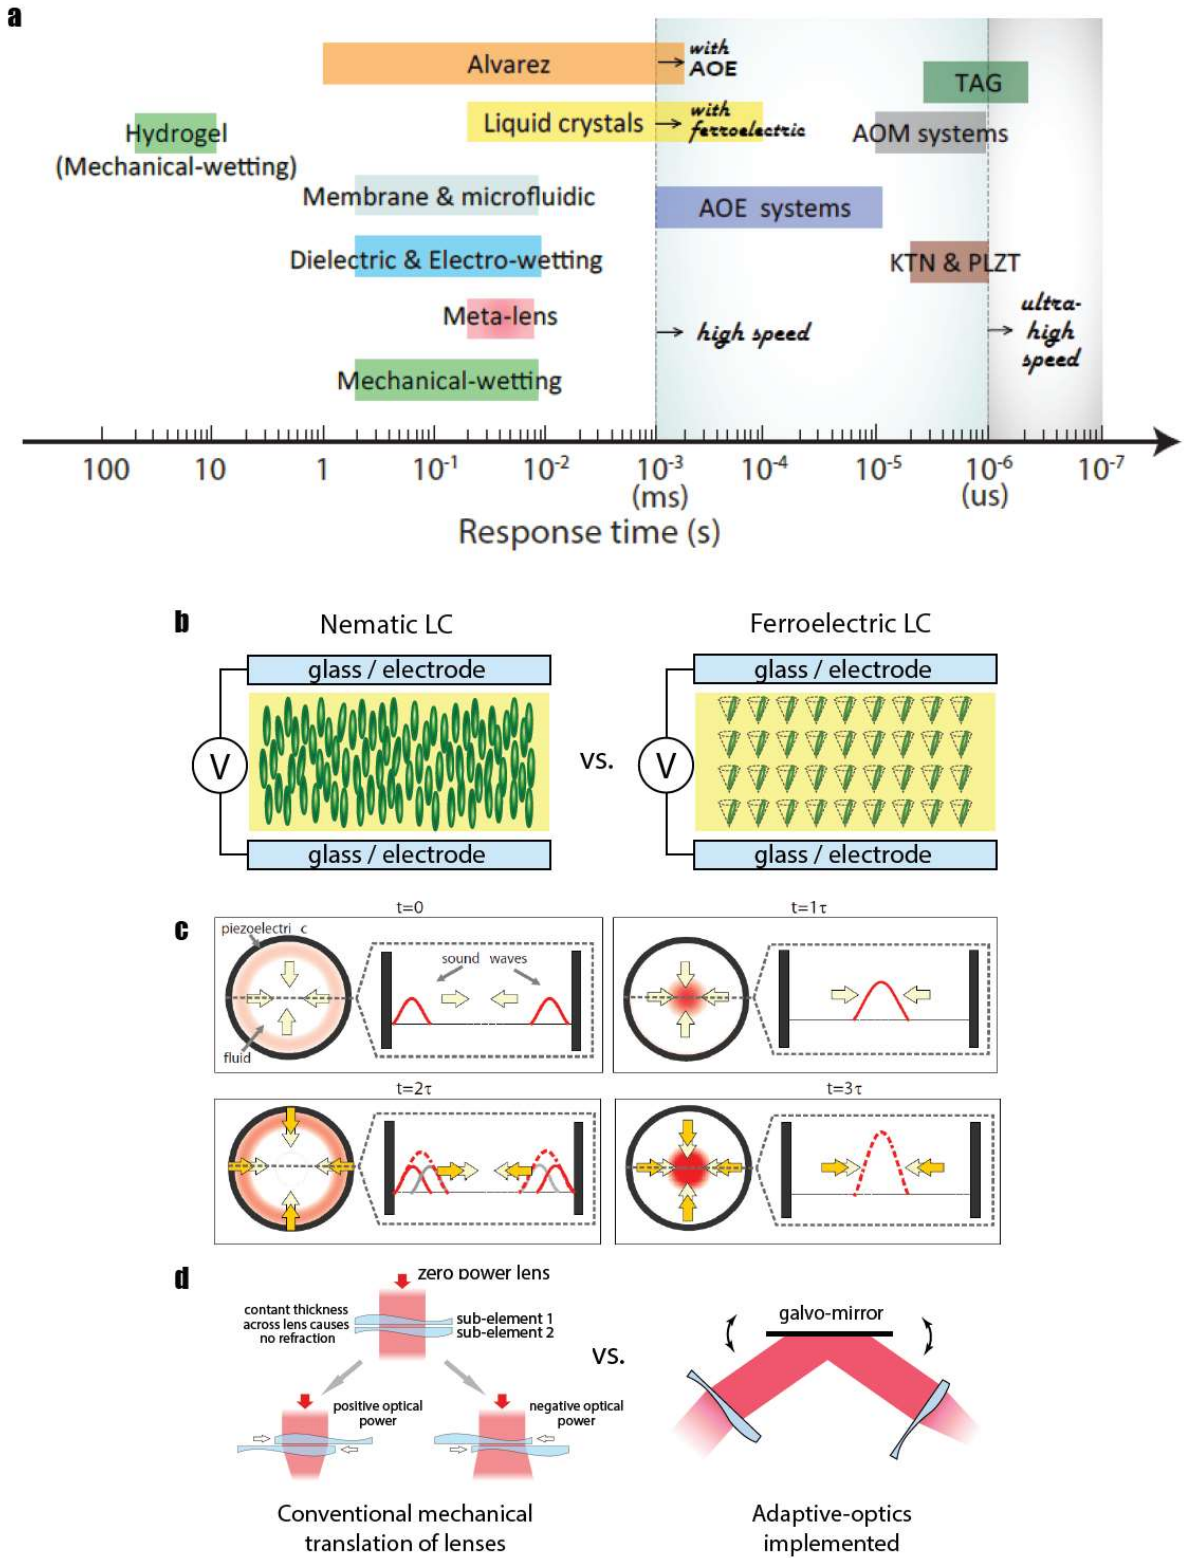 a
Alvarez
with
AOE
Liquid crystals
with
ferroelectric
TAG
AOM systems
Hydrogel
(Mechanical-wetting)
Membrane & microfluidic
AOE systems
Dielectric & Electro-wetting
KTN & PLZT
Meta-lens
high speed
ultra-
high
speed
Mechanical-wetting
100 10 1 10-1 10-2 10-3 10-4 10-5 10-6 10-7
(ms) (us)
Response time (s)
b
Nematic LC
Ferroelectric LC
glass / electrode
glass / electrode
V
vs.
V
glass / electrode
glass / electrode
c
t=0
t=1τ
piezoelectri c
sound waves
fluid
t=2τ
t=3τ
d
zero power lens
contant thickness
across lens causes
no refraction
sub-element 1
sub-element 2
vs.
galvo-mirror
positive optical
power
negative optical
power
Conventional mechanical
translation of lenses
Adaptive-optics
implemented